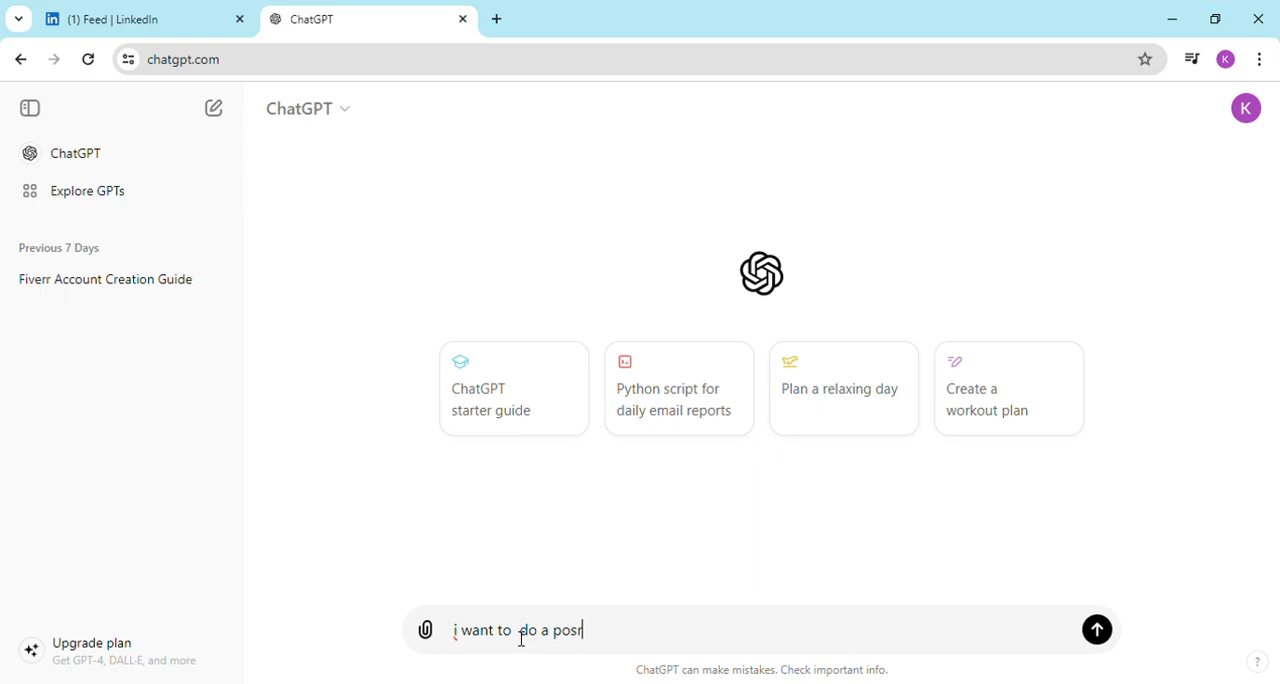 (1) Feed | LinkedIn
ChatGPT
chatgpt.com
K
ChatGPT
K
ChatGPT
Explore GPTs
Previous 7 Days
Fiverr Account Creation Guide
ChatGPT
starter guide
Python script for
daily email reports
Plan a relaxing day
Create a
workout plan
i want to do a posr
Upgrade plan
Get GPT-4, DALL·E, and more
ChatGPT can make mistakes. Check important info.
?